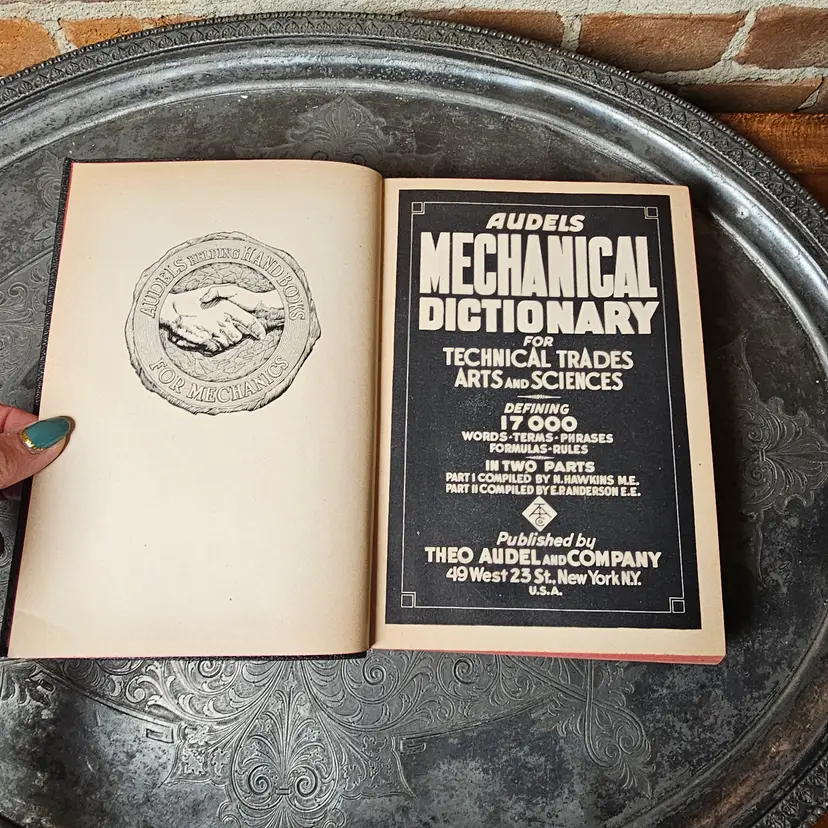 AUDELS HELPING HAND BOOKS
FOR MECHANICS
AUDELS
MECHANICAL
DICTIONARY
FOR
TECHNICAL TRADES
ARTS AND SCIENCES
DEFINING
17000
WORDS-TERMS-PHRASES
FORMULAS-RULES
IN TWO PARTS
PART I COMPILED BY N. HAWKINS M.E.
PART II COMPILED BY E.P. ANDERSON E.E.
Published by
THEO AUDEL AND COMPANY
49 West 23 St., New York N.Y.
U.S.A.